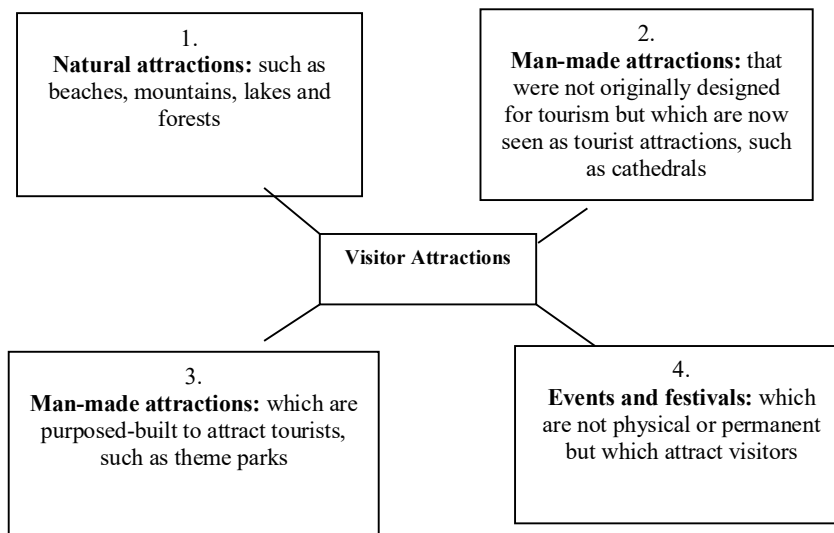 1.
Natural attractions: such as
beaches, mountains, lakes and
forests
2.
Man-made attractions: that
were not originally designed
for tourism but which are now
seen as tourist attractions, such
as cathedrals
Visitor Attractions
3.
Man-made attractions: which are
purposed-built to attract tourists,
such as theme parks
4.
Events and festivals: which
are not physical or permanent
but which attract visitors